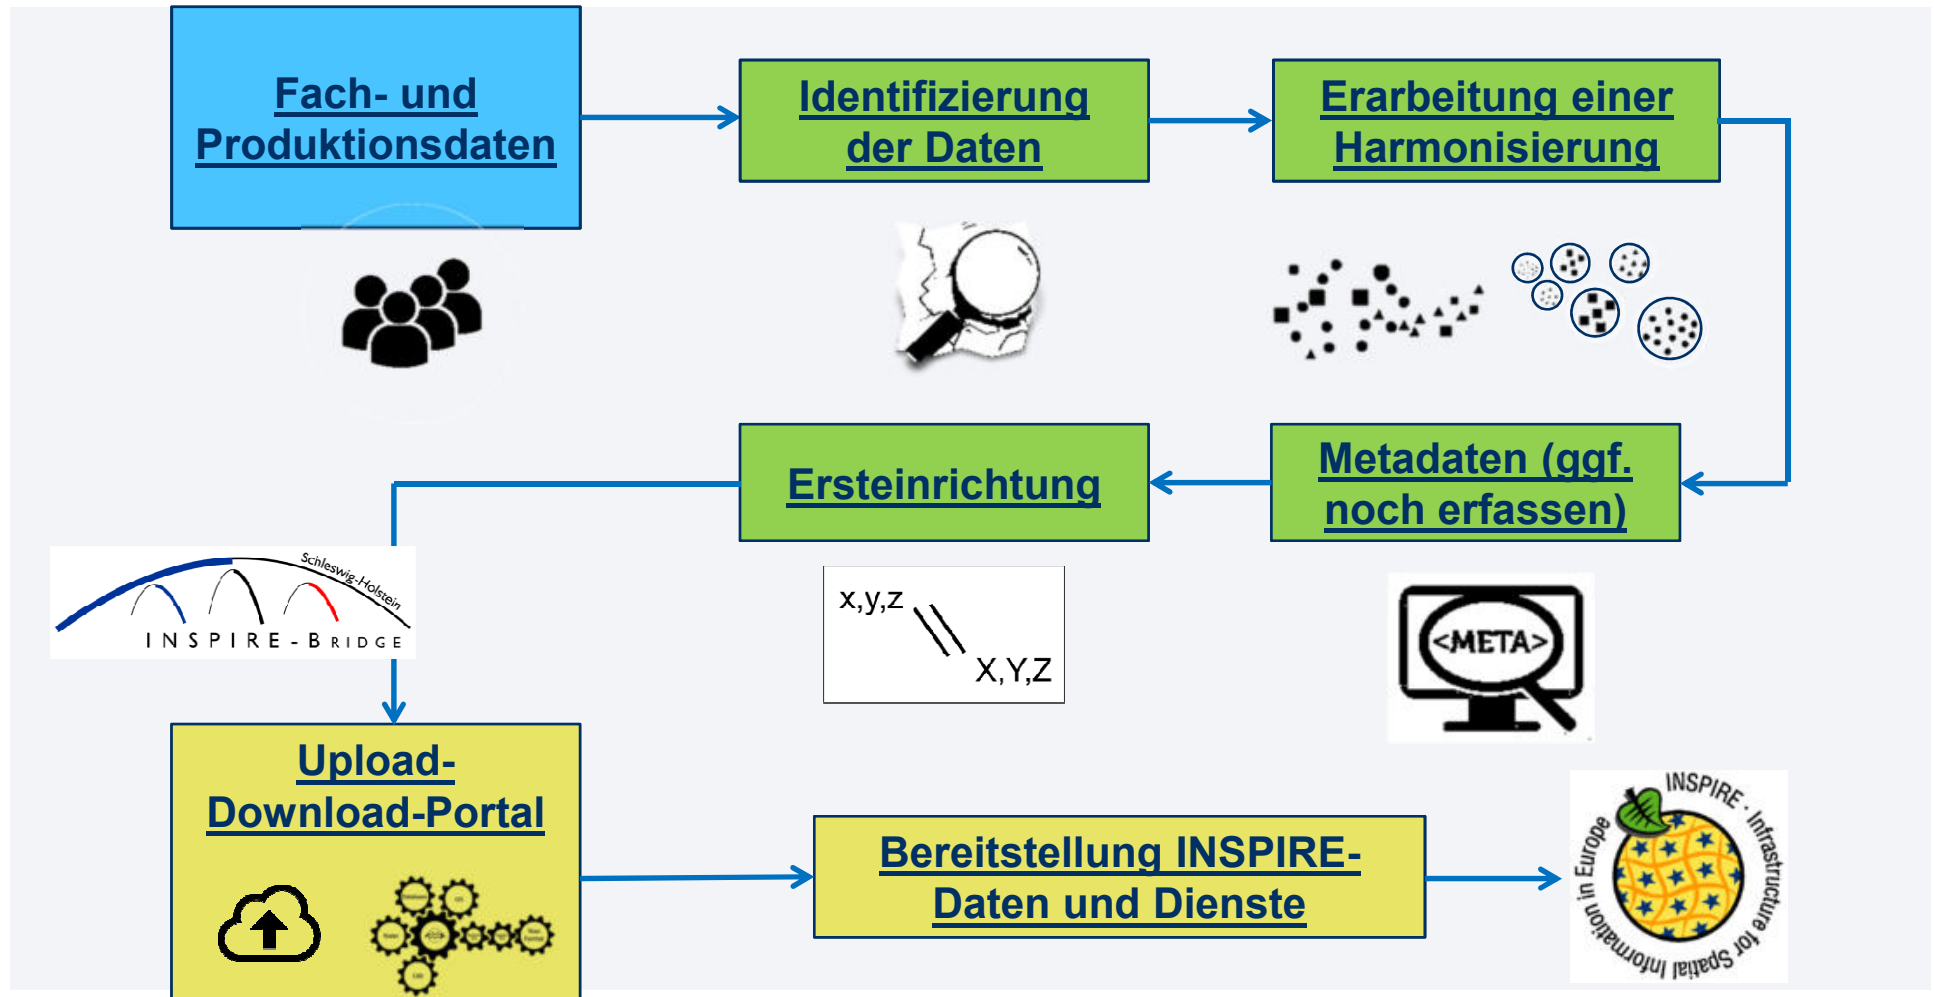 Fach- und
Produktionsdaten
Identifizierung
der Daten
Erarbeitung einer
Harmonisierung
Metadaten (ggf.
noch erfassen)
Ersteinrichtung
Schleswig-Holstein
INSPIRE-BRIDGE
x,y,z
X,Y,Z
<META>
Upload-
Download-Portal
Bereitstellung INSPIRE-
Daten und Dienste
INSPIRE · Infrastructure for Spatial Information in Europe